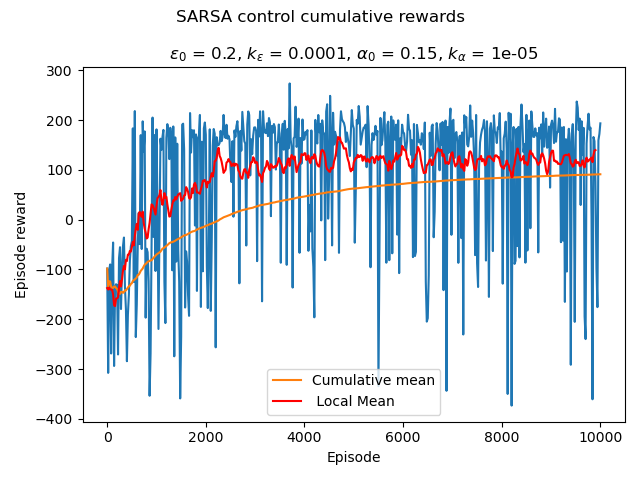 SARSA control cumulative rewards
ε₀ = 0.2, kε = 0.0001, α₀ = 0.15, kα = 1e-05
300
200
100
0
−100
−200
−300
−400
Episode reward
Cumulative mean
Local Mean
0 2000 4000 6000 8000 10000
Episode